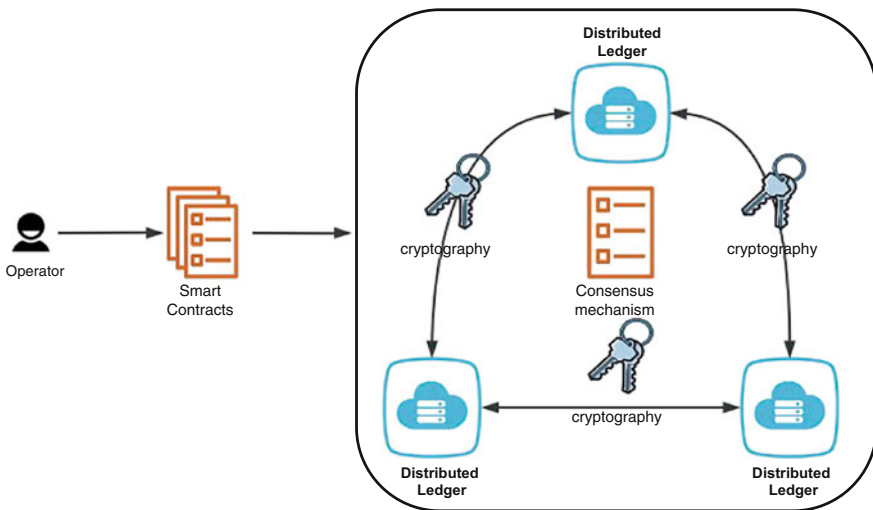 Distributed
Ledger
cryptography
cryptography
Operator
Smart
Contracts
Consensus
mechanism
cryptography
Distributed
Ledger
Distributed
Ledger